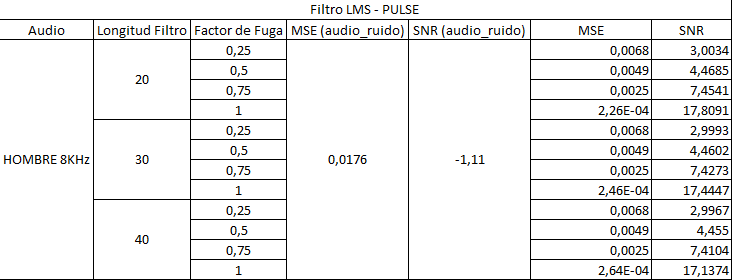 Filtro LMS - PULSE
Audio Longitud Filtro Factor de Fuga MSE (audio_ruido) SNR (audio_ruido) MSE SNR
HOMBRE 8KHz 20 0,25 0,0176 -1,11 0,0068 3,0034
0,5 0,0049 4,4685
0,75 0,0025 7,4541
1 2,26E-04 17,8091
30 0,25 0,0068 2,9993
0,5 0,0049 4,4602
0,75 0,0025 7,4273
1 2,46E-04 17,4447
40 0,25 0,0068 2,9967
0,5 0,0049 4,455
0,75 0,0025 7,4104
1 2,64E-04 17,1374